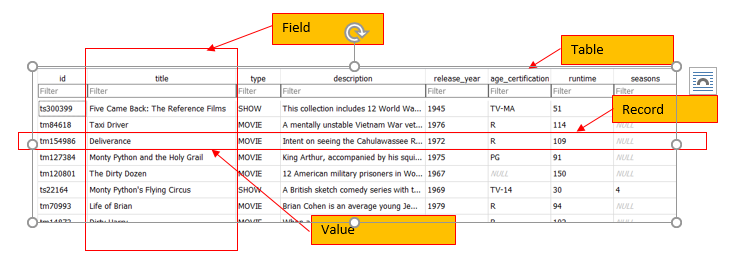 Field
Table
id title type description release_year age_certification runtime seasons
Filter Filter Filter Filter Filter Filter Filter Filter
ts300399 Five Came Back: The Reference Films SHOW This collection includes 12 World Wa... 1945 TV-MA 51
Record
tm84618 Taxi Driver MOVIE A mentally unstable Vietnam War vet... 1976 R 114 NULL
tm154986 Deliverance MOVIE Intent on seeing the Cahulawassee R... 1972 R 109 NULL
tm127384 Monty Python and the Holy Grail MOVIE King Arthur, accompanied by his squi... 1975 PG 91 NULL
tm120801 The Dirty Dozen MOVIE 12 American military prisoners in Wo... 1967 NULL 150 NULL
ts22164 Monty Python's Flying Circus SHOW A British sketch comedy series with t... 1969 TV-14 30 4
tm70993 Life of Brian MOVIE Brian Cohen is an average young Je... 1979 R 94 NULL
tm14873 Dirty Harry MOVIE When a R 102 NULL
Value